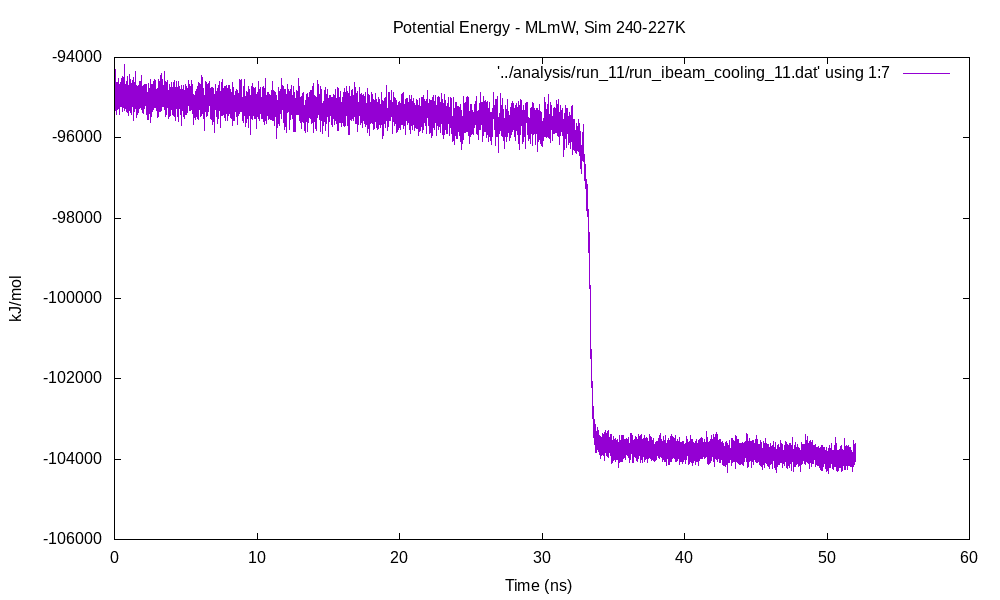 Potential Energy - MLmW, Sim 240-227K
'../analysis/run_11/run_ibeam_cooling_11.dat' using 1:7
-94000
-96000
-98000
-100000
-102000
-104000
-106000
kJ/mol
0 10 20 30 40 50 60
Time (ns)